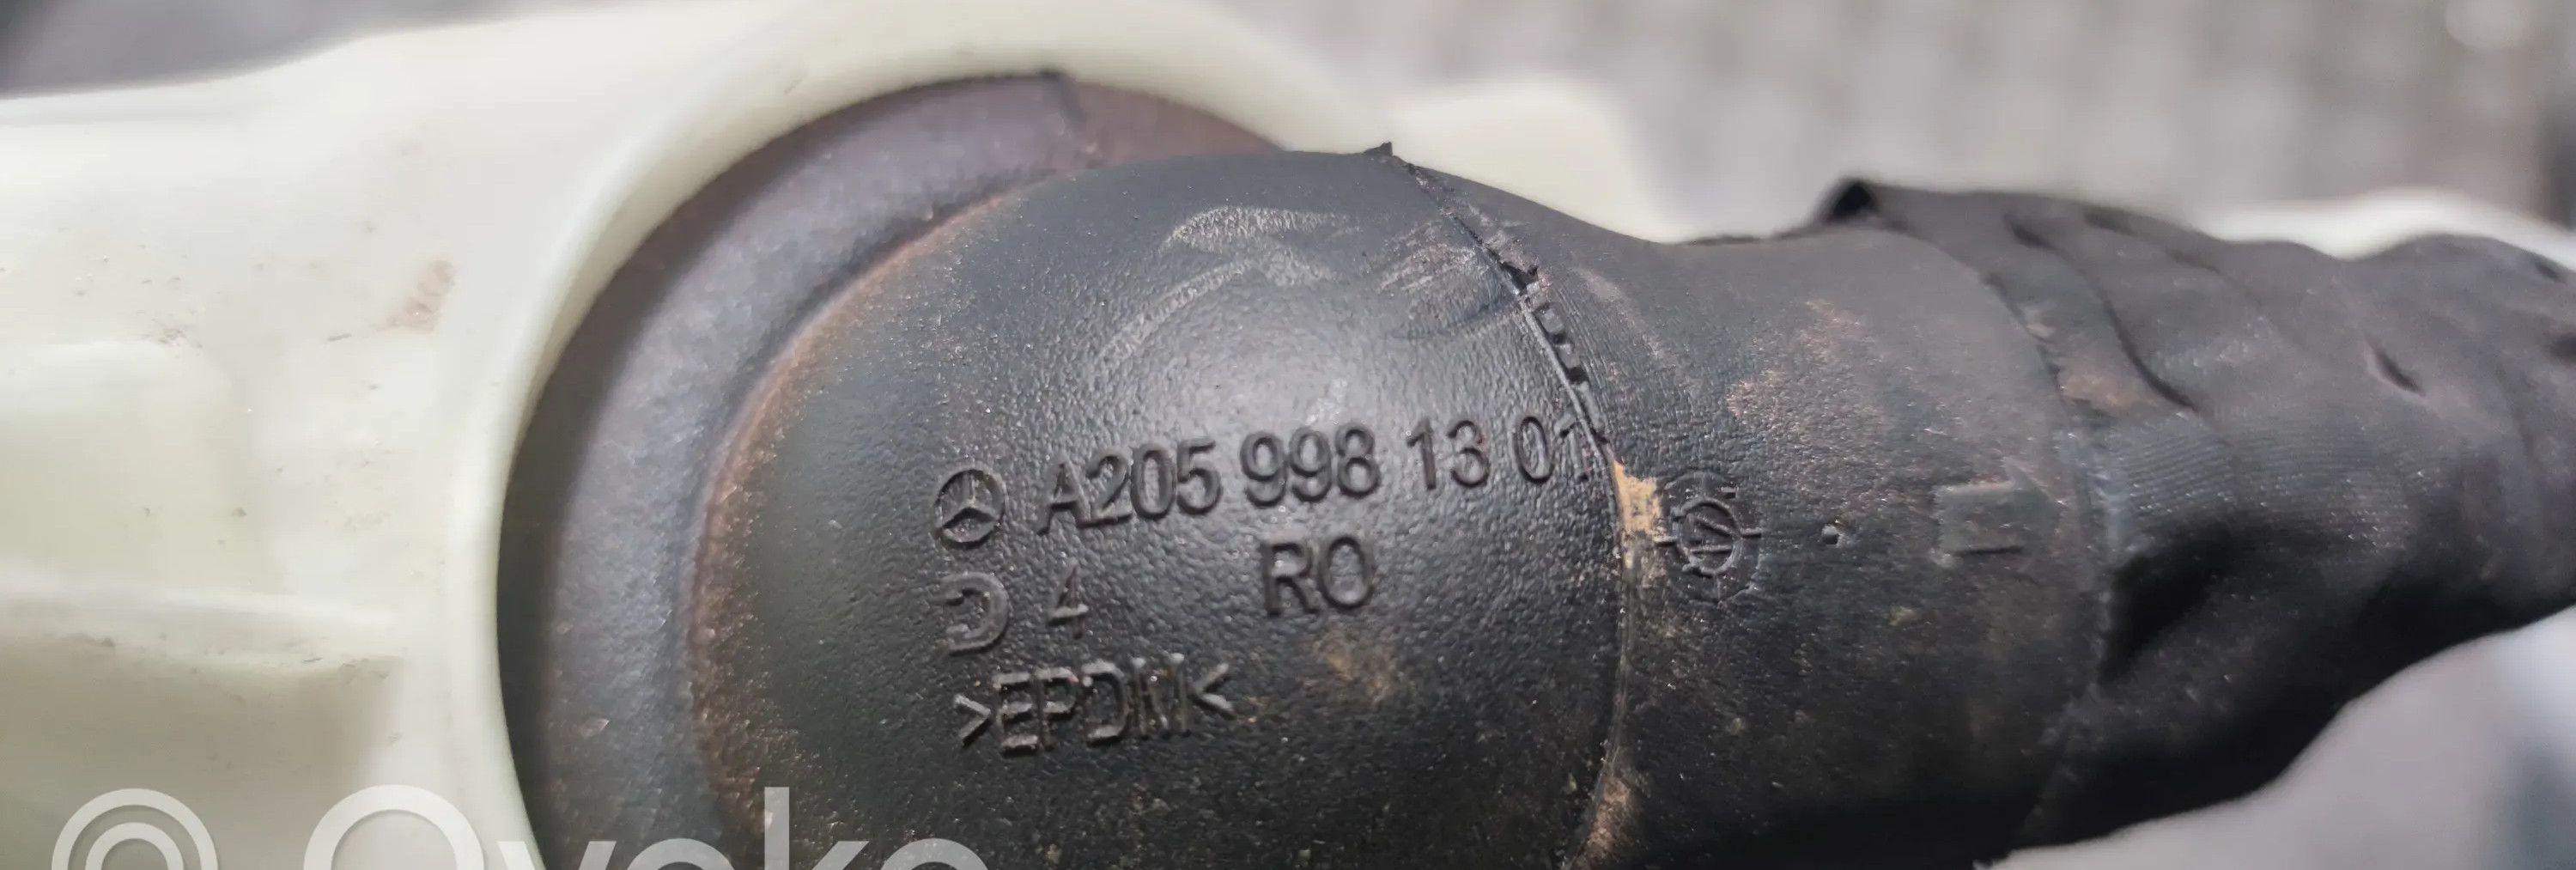 A205 998 13 01
RO
D 4
>EPDM<
Ovoko